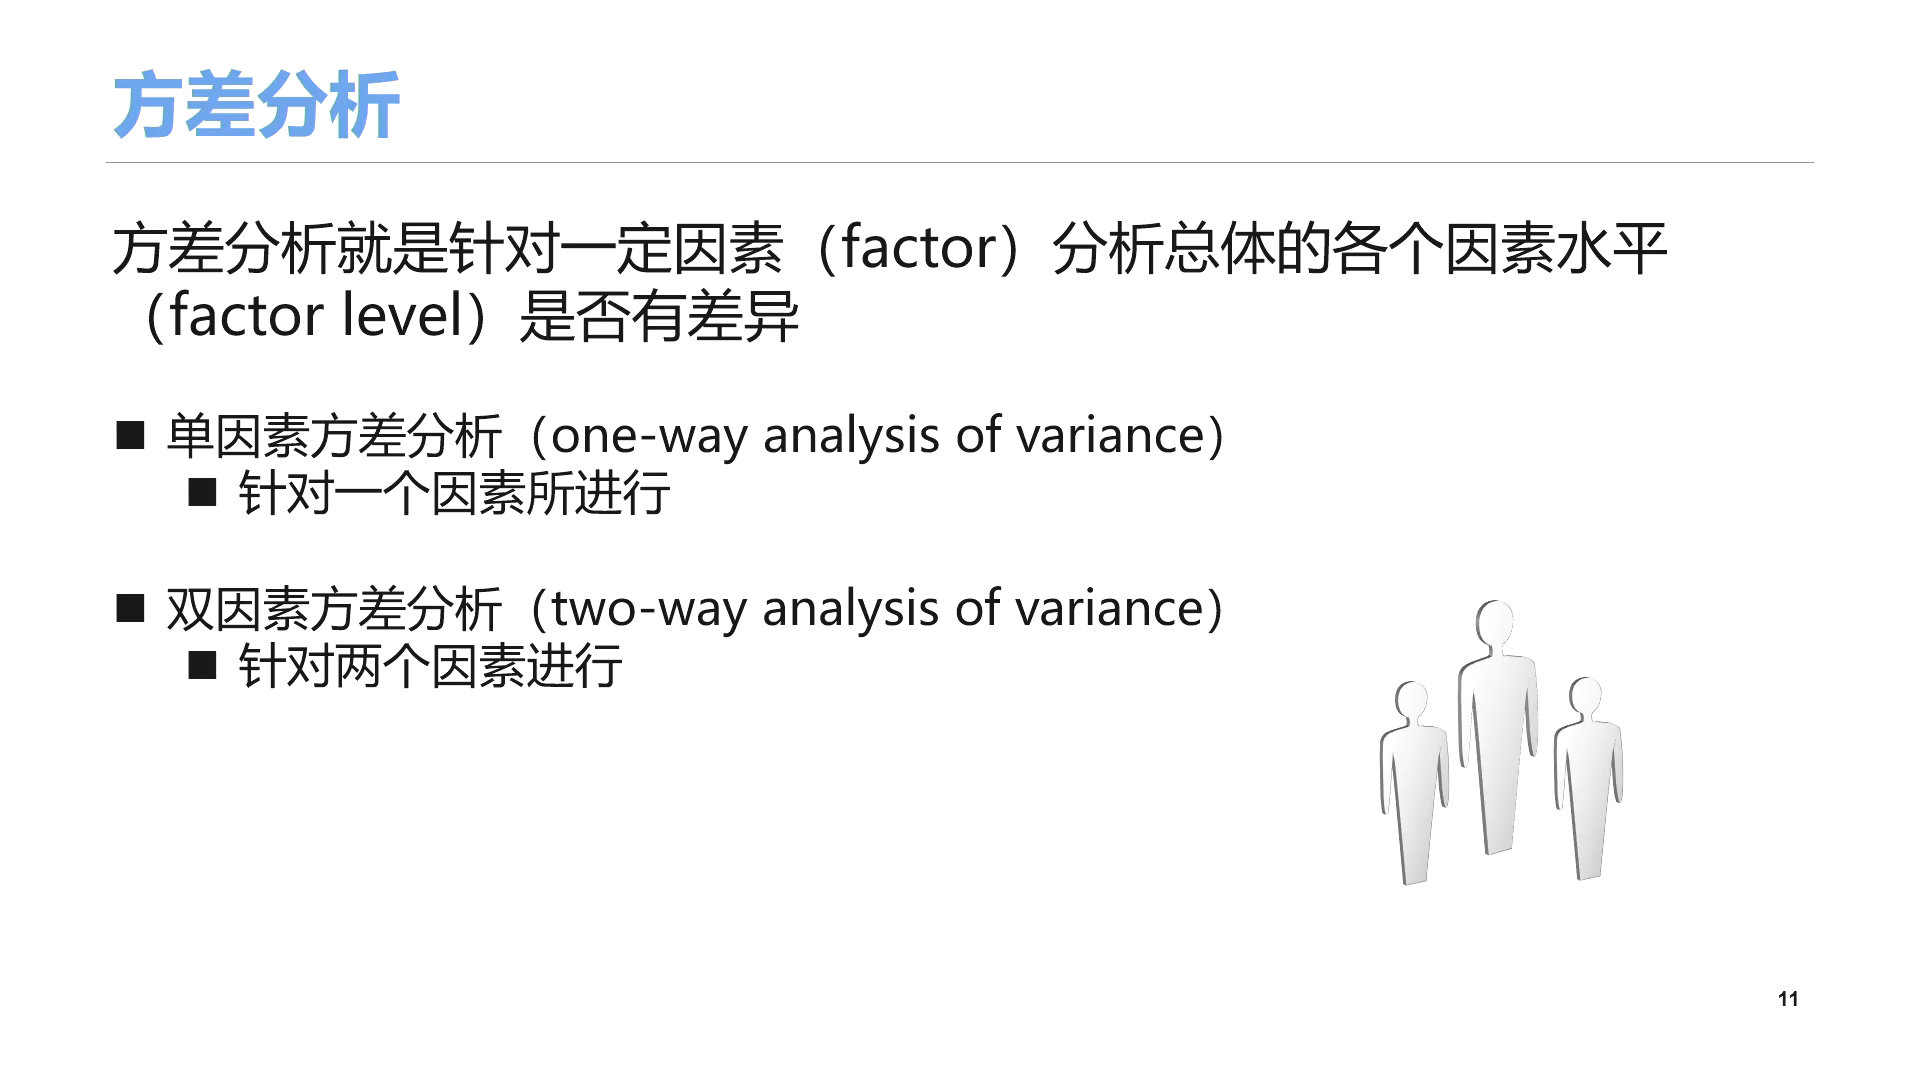 方差分析
方差分析就是针对一定因素（factor）分析总体的各个因素水平
（factor level）是否有差异
■ 单因素方差分析（one-way analysis of variance）
■ 针对一个因素所进行
■ 双因素方差分析（two-way analysis of variance）
■ 针对两个因素进行
11